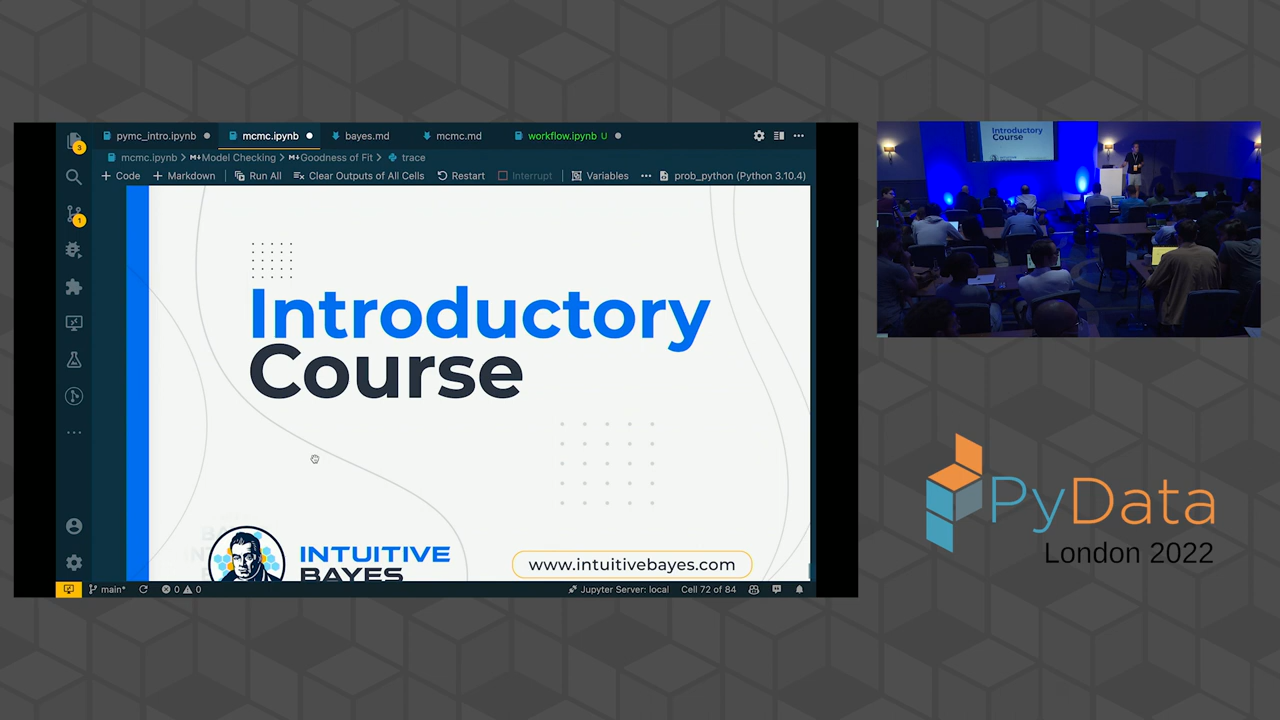 pymc_intro.ipynb
mcmc.ipynb
bayes.md
mcmc.md
workflow.ipynb U
mcmc.ipynb > M↓Model Checking > M↓Goodness of Fit > trace
+ Code + Markdown Run All Clear Outputs of All Cells Restart Interrupt Variables ... prob_python (Python 3.10.4)
3
1
Introductory
Course
INTUITIVE
BAYES
www.intuitivebayes.com
main* 0 0 Jupyter Server: local Cell 72 of 84
Introductory
Course
PyData
London 2022